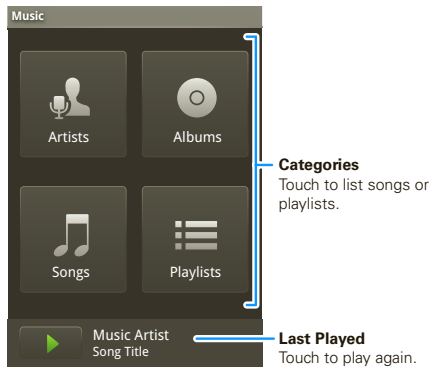 Music
Artists
Albums
Songs
Playlists
Music Artist
Song Title
Categories
Touch to list songs or
playlists.
Last Played
Touch to play again.